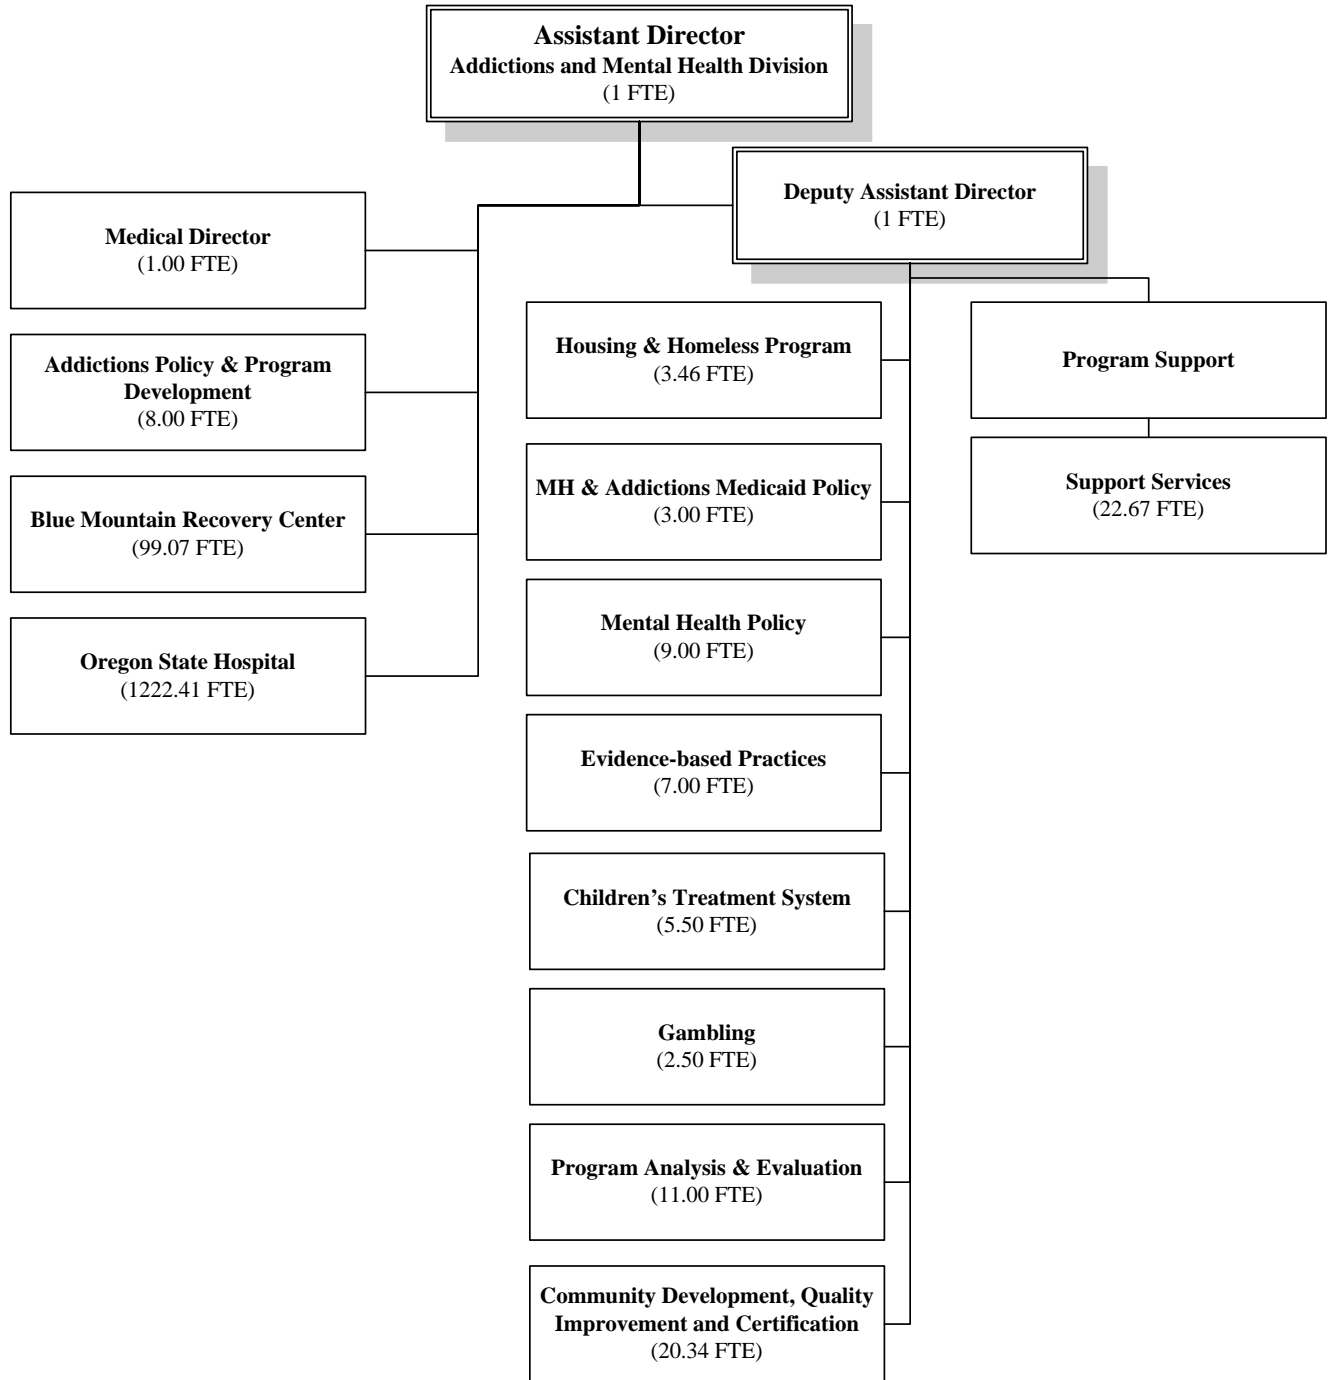 Assistant Director
Addictions and Mental Health Division
(1 FTE)
Deputy Assistant Director
(1 FTE)
Medical Director
(1.00 FTE)
Addictions Policy & Program
Development
(8.00 FTE)
Blue Mountain Recovery Center
(99.07 FTE)
Oregon State Hospital
(1222.41 FTE)
Housing & Homeless Program
(3.46 FTE)
MH & Addictions Medicaid Policy
(3.00 FTE)
Mental Health Policy
(9.00 FTE)
Evidence-based Practices
(7.00 FTE)
Children’s Treatment System
(5.50 FTE)
Gambling
(2.50 FTE)
Program Analysis & Evaluation
(11.00 FTE)
Community Development, Quality
Improvement and Certification
(20.34 FTE)
Program Support
Support Services
(22.67 FTE)